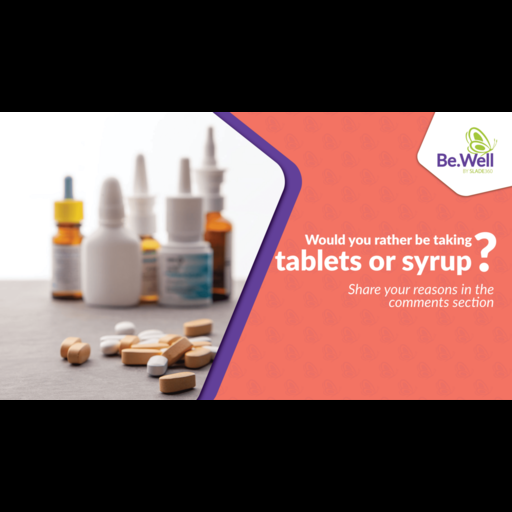 Be.Well
BY SLADE360
Would you rather be taking
tablets or syrup?
Share your reasons in the
comments section